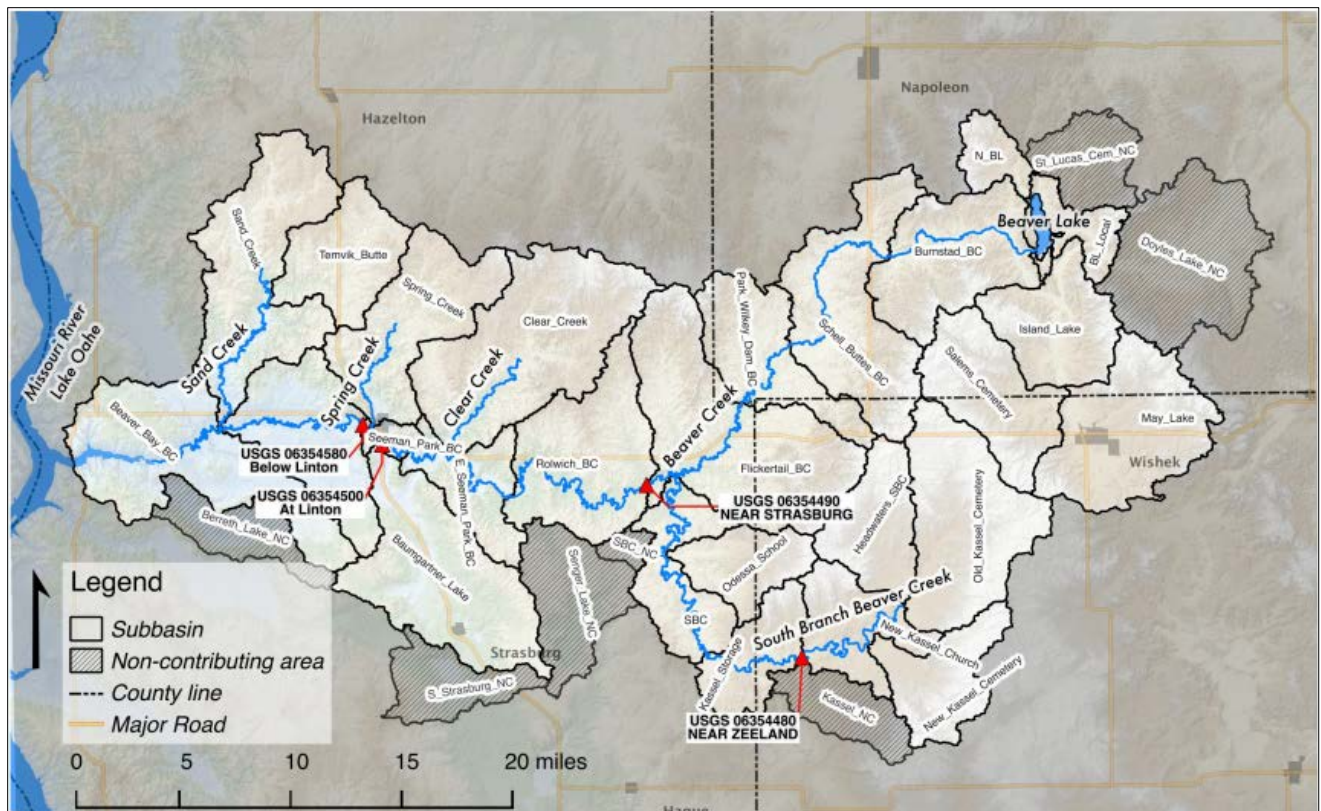 Napoleon
Hazelton
N_BL
St_Lucas_Cem_NC
Sand_Creek
Beaver Lake
Temvik_Butte
BL_Local
Doyles_Lake_NC
Burnstad_BC
Spring_Creek
Park_Wilkey_Dam_BC
Clear_Creek
Schell_Buttes_BC
Island_Lake
Missouri River
Lake Oahe
Sand Creek
Spring Creek
Clear Creek
Salems_Cemetery
Beaver_Bay_BC
Beaver Creek
May_Lake
Seeman_Park_BC
USGS 06354580
Below Linton
Rolwich_BC
Flickertail_BC
Wishek
E_Seeman_Park_BC
USGS 06354500
At Linton
USGS 06354490
NEAR STRASBURG
Headwaters_SBC
Old_Kassel_Cemetery
Berreth_Lake_NC
SBC_NC
Odessa_School
Baumgartner_Lake
Senger_Lake_NC
Legend
Subbasin
Non-contributing area
County line
Major Road
SBC
South Branch Beaver Creek
New_Kassel_Church
Strasburg
Kassel_Storage
New_Kassel_Cemetery
S_Strasburg_NC
Kassel_NC
USGS 06354480
NEAR ZEELAND
0 5 10 15 20 miles
Hague